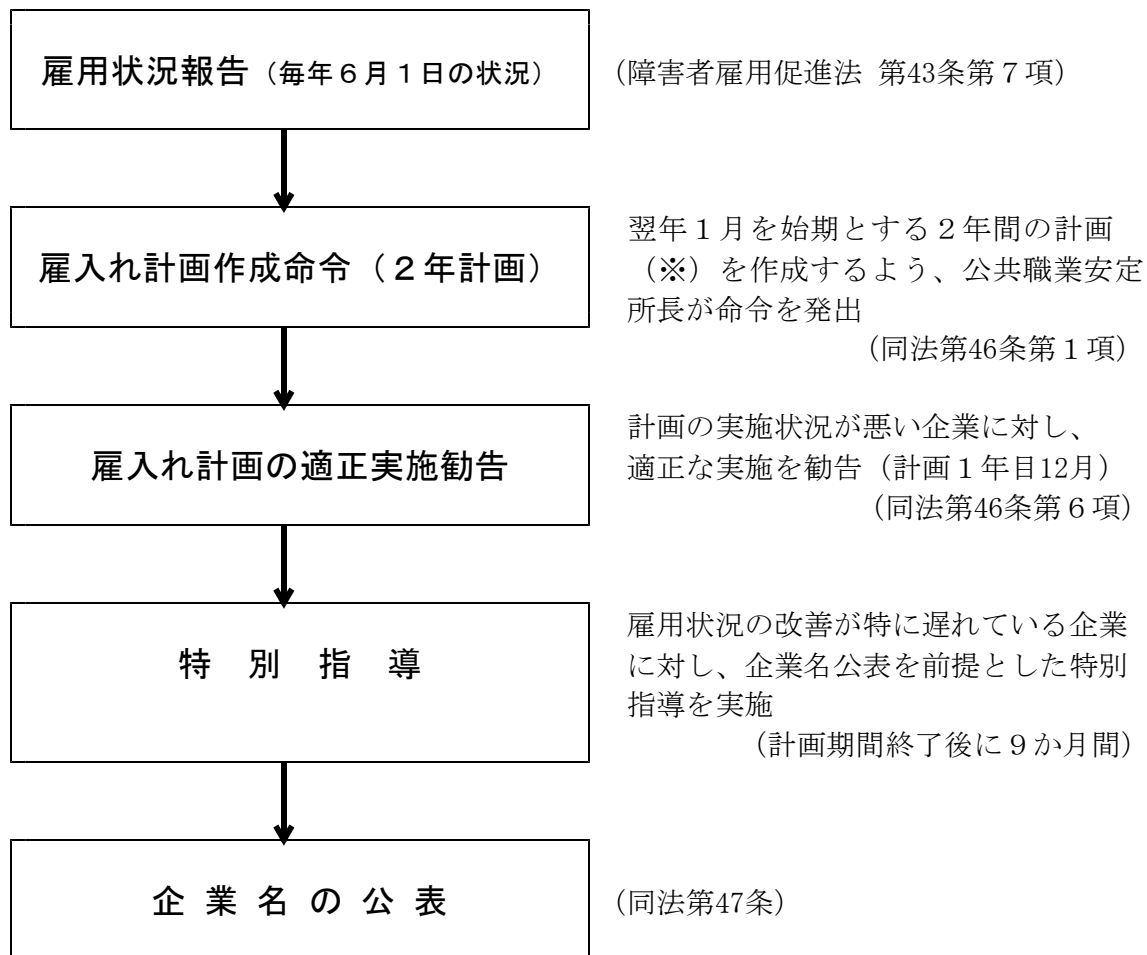 雇用状況報告（毎年６月１日の状況）
（障害者雇用促進法 第43条第７項）
雇入れ計画作成命令（２年計画）
翌年１月を始期とする２年間の計画
（※）を作成するよう、公共職業安定
所長が命令を発出
（同法第46条第１項）
雇入れ計画の適正実施勧告
計画の実施状況が悪い企業に対し、
適正な実施を勧告（計画１年目12月）
（同法第46条第６項）
特　別　指　導
雇用状況の改善が特に遅れている企業
に対し、企業名公表を前提とした特別
指導を実施
（計画期間終了後に９か月間）
企 業 名 の 公 表
（同法第47条）